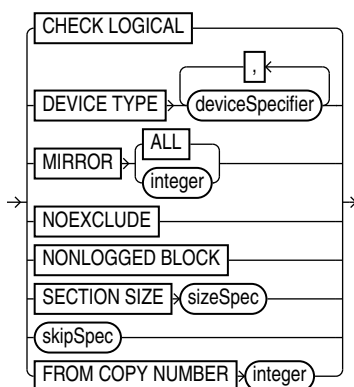 CHECK LOGICAL
,
DEVICE TYPE deviceSpecifier
ALL
MIRROR
integer
NOEXCLUDE
NONLOGGED BLOCK
SECTION SIZE sizeSpec
skipSpec
FROM COPY NUMBER integer